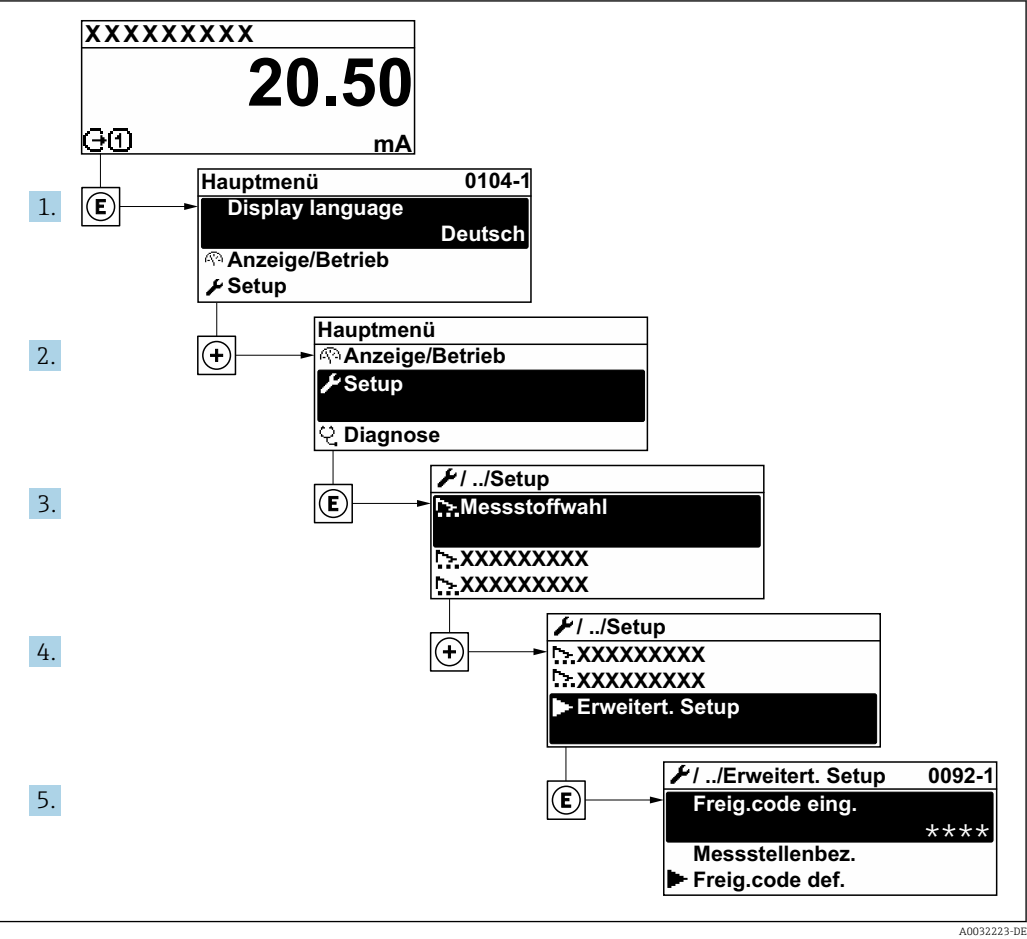 XXXXXXXXX
20.50
1
mA
1.
E
Hauptmenü 0104-1
Display language
Deutsch
Anzeige/Betrieb
Setup
2.
+
Hauptmenü
Anzeige/Betrieb
Setup
Diagnose
3.
E
/ ../Setup
Messstoffwahl
XXXXXXXXX
XXXXXXXXX
4.
+
/ ../Setup
XXXXXXXXX
XXXXXXXXX
Erweitert. Setup
5.
E
/ ../Erweitert. Setup 0092-1
Freig.code eing.
****
Messstellenbez.
Freig.code def.
A0032223-DE